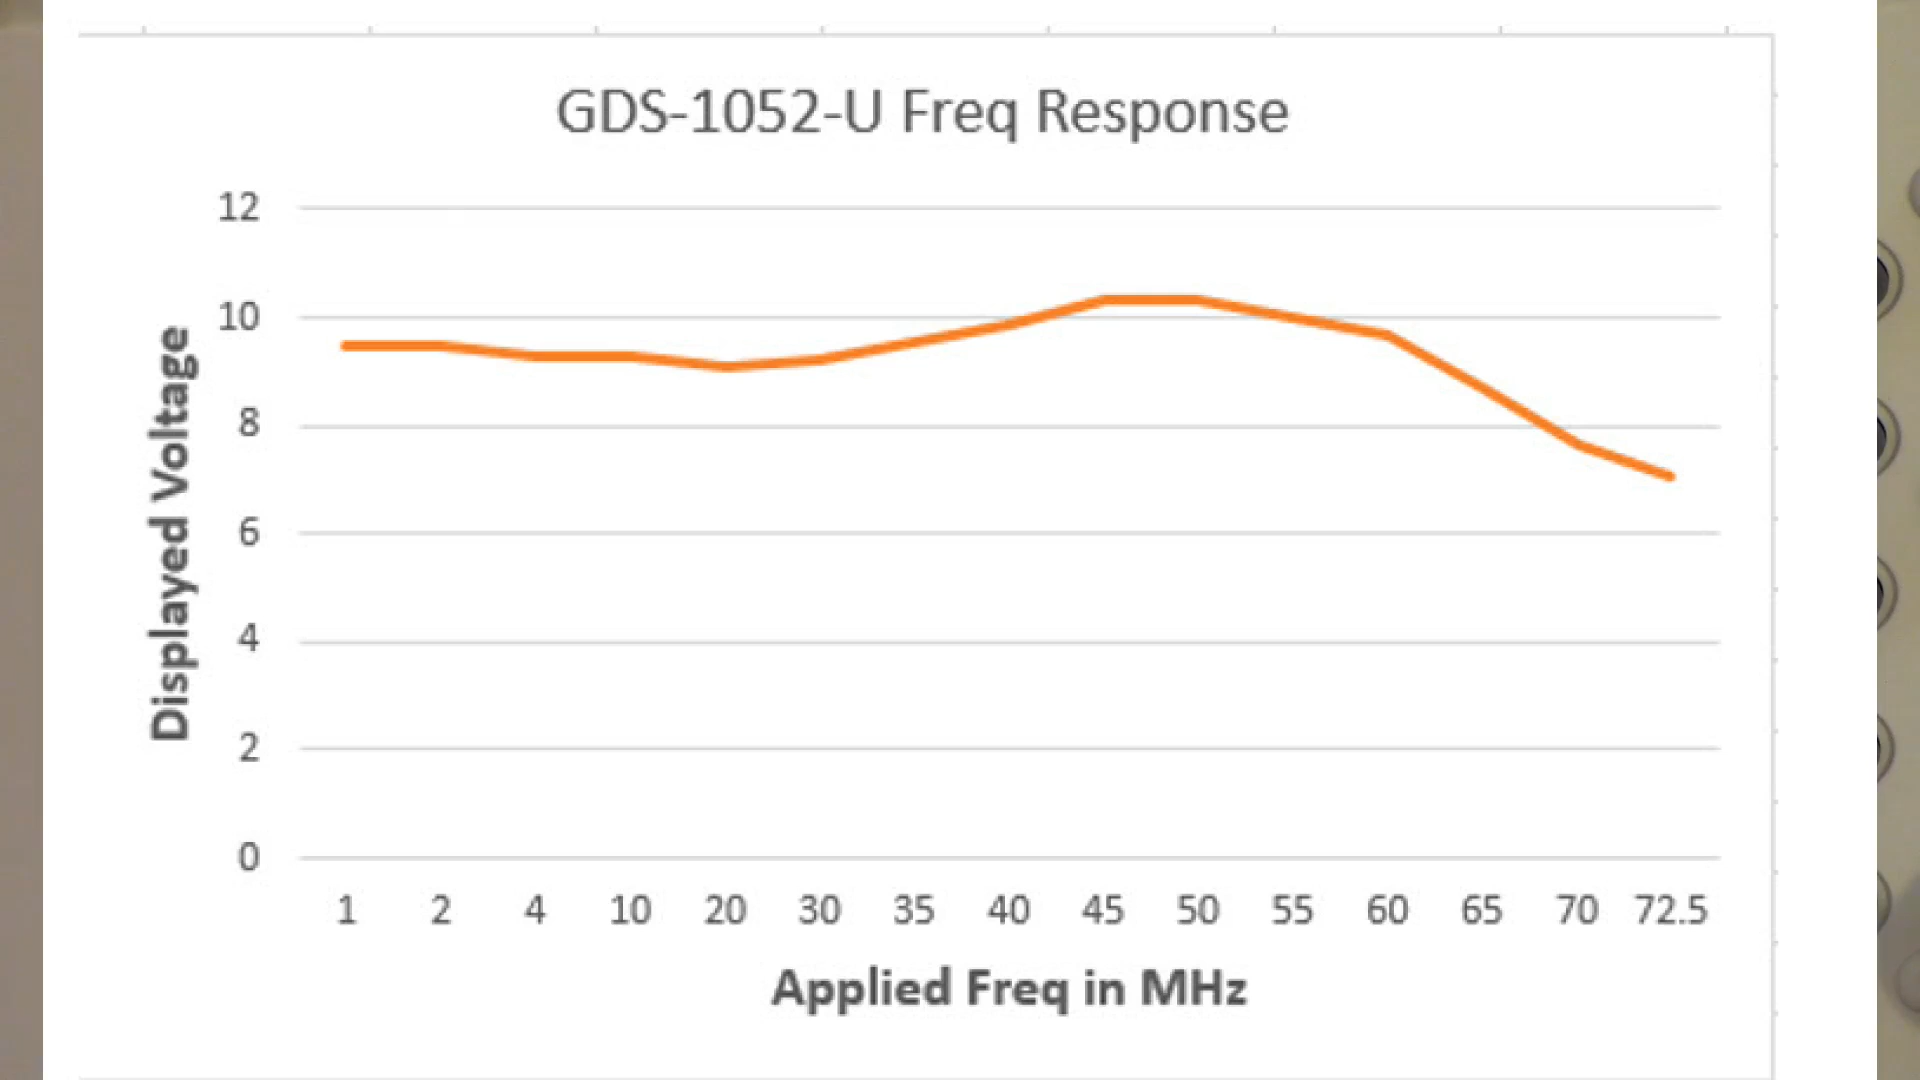 GDS-1052-U Freq Response
12
10
8
6
4
2
0
Displayed Voltage
1 2 4 10 20 30 35 40 45 50 55 60 65 70 72.5
Applied Freq in MHz